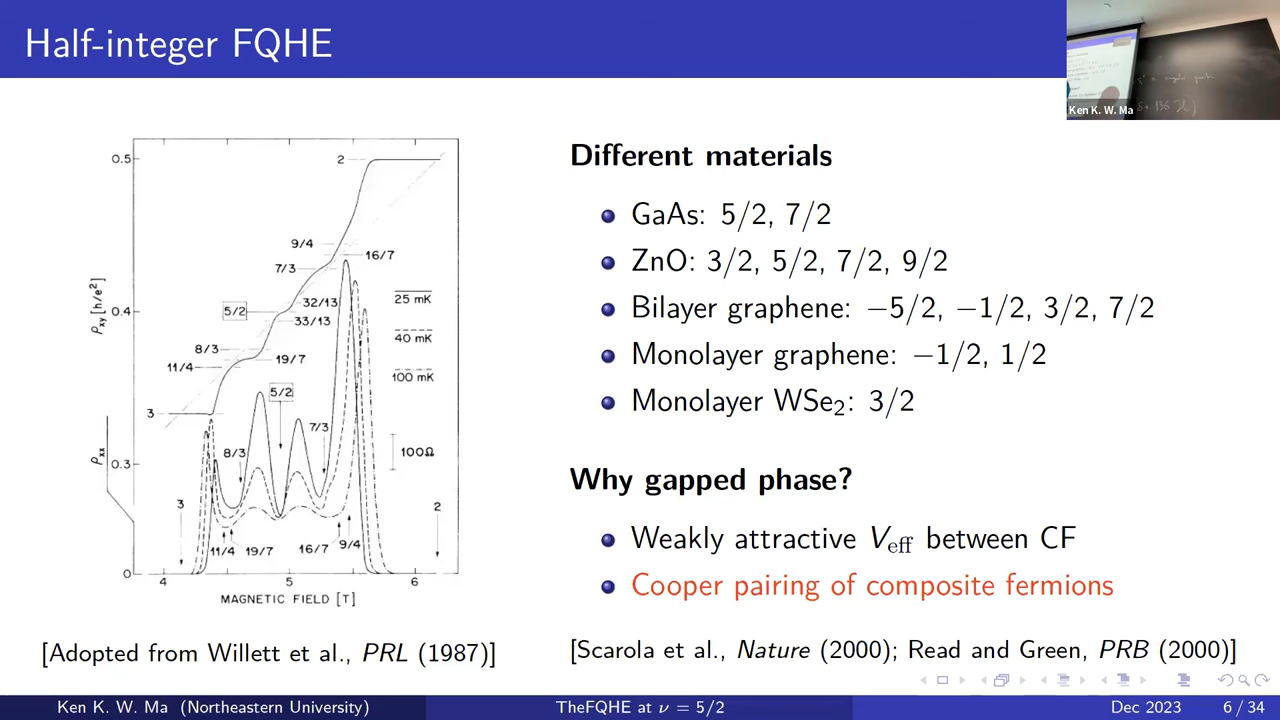 Half-integer FQHE
Ken K. W. Ma
0.5
2
9/4
16/7
7/3
ρxy [h/e²]
5/2
32/13
25 mK
0.4
33/13
40 mK
8/3
19/7
11/4
100 mK
5/2
3
7/3
8/3
100Ω
ρxx
0.3
3
2
11/4
19/7
16/7
9/4
0
4
5
6
MAGNETIC FIELD [T]
[Adopted from Willett et al., PRL (1987)]
Different materials
GaAs: 5/2, 7/2
ZnO: 3/2, 5/2, 7/2, 9/2
Bilayer graphene: −5/2, −1/2, 3/2, 7/2
Monolayer graphene: −1/2, 1/2
Monolayer WSe₂: 3/2
Why gapped phase?
Weakly attractive Veff between CF
Cooper pairing of composite fermions
[Scarola et al., Nature (2000); Read and Green, PRB (2000)]
Ken K. W. Ma (Northeastern University)
TheFQHE at ν = 5/2
Dec 2023
6 / 34